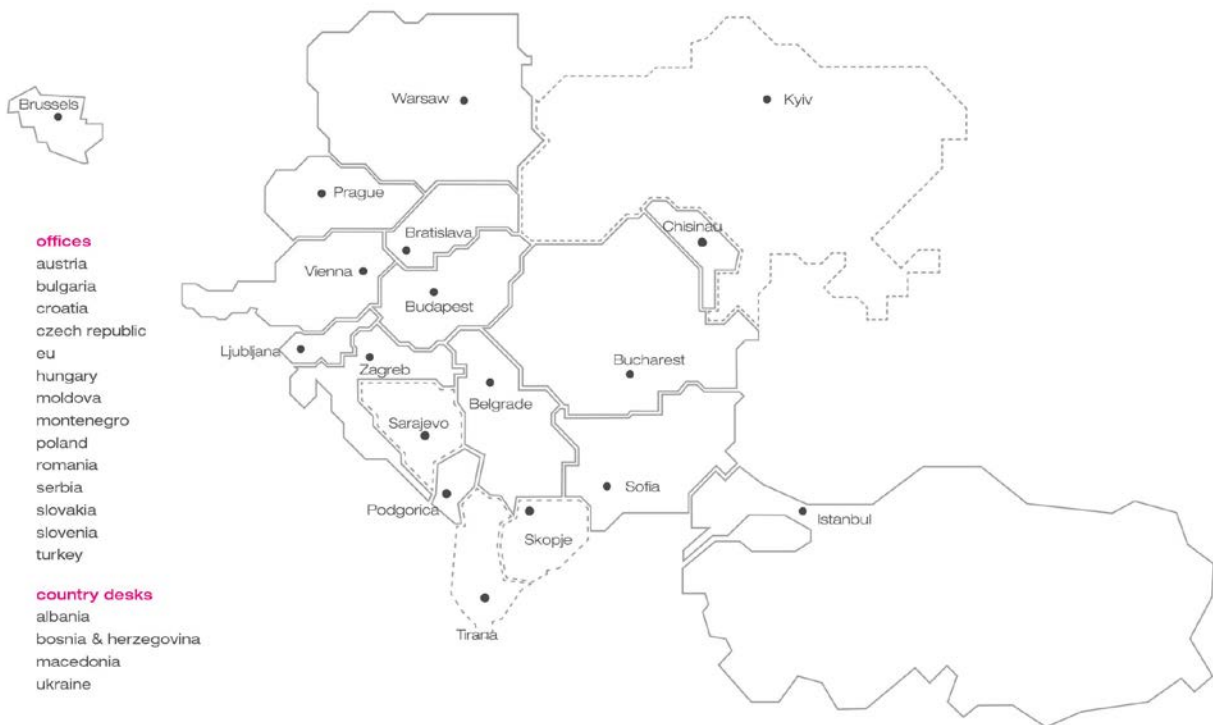 Warsaw
Kyiv
Brussels
Prague
Chisinau
Bratislava
Vienna
Budapest
Ljubljana
Zagreb
Bucharest
Belgrade
Sarajevo
Sofia
Podgorica
Istanbul
Skopje
Tirana
offices
austria
bulgaria
croatia
czech republic
eu
hungary
moldova
montenegro
poland
romania
serbia
slovakia
slovenia
turkey
country desks
albania
bosnia & herzegovina
macedonia
ukraine